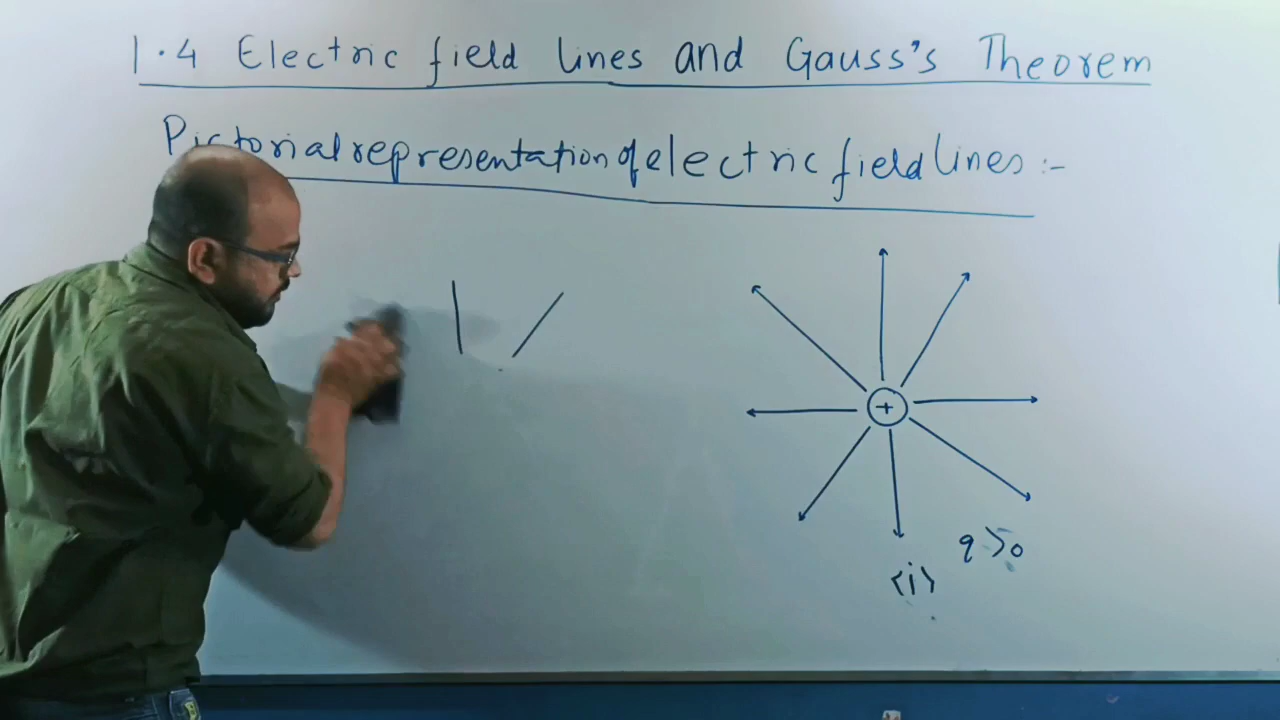 1.4 Electric field lines and Gauss's Theorem
Pictorial representation of electric field lines :-
+
q > 0
<i>